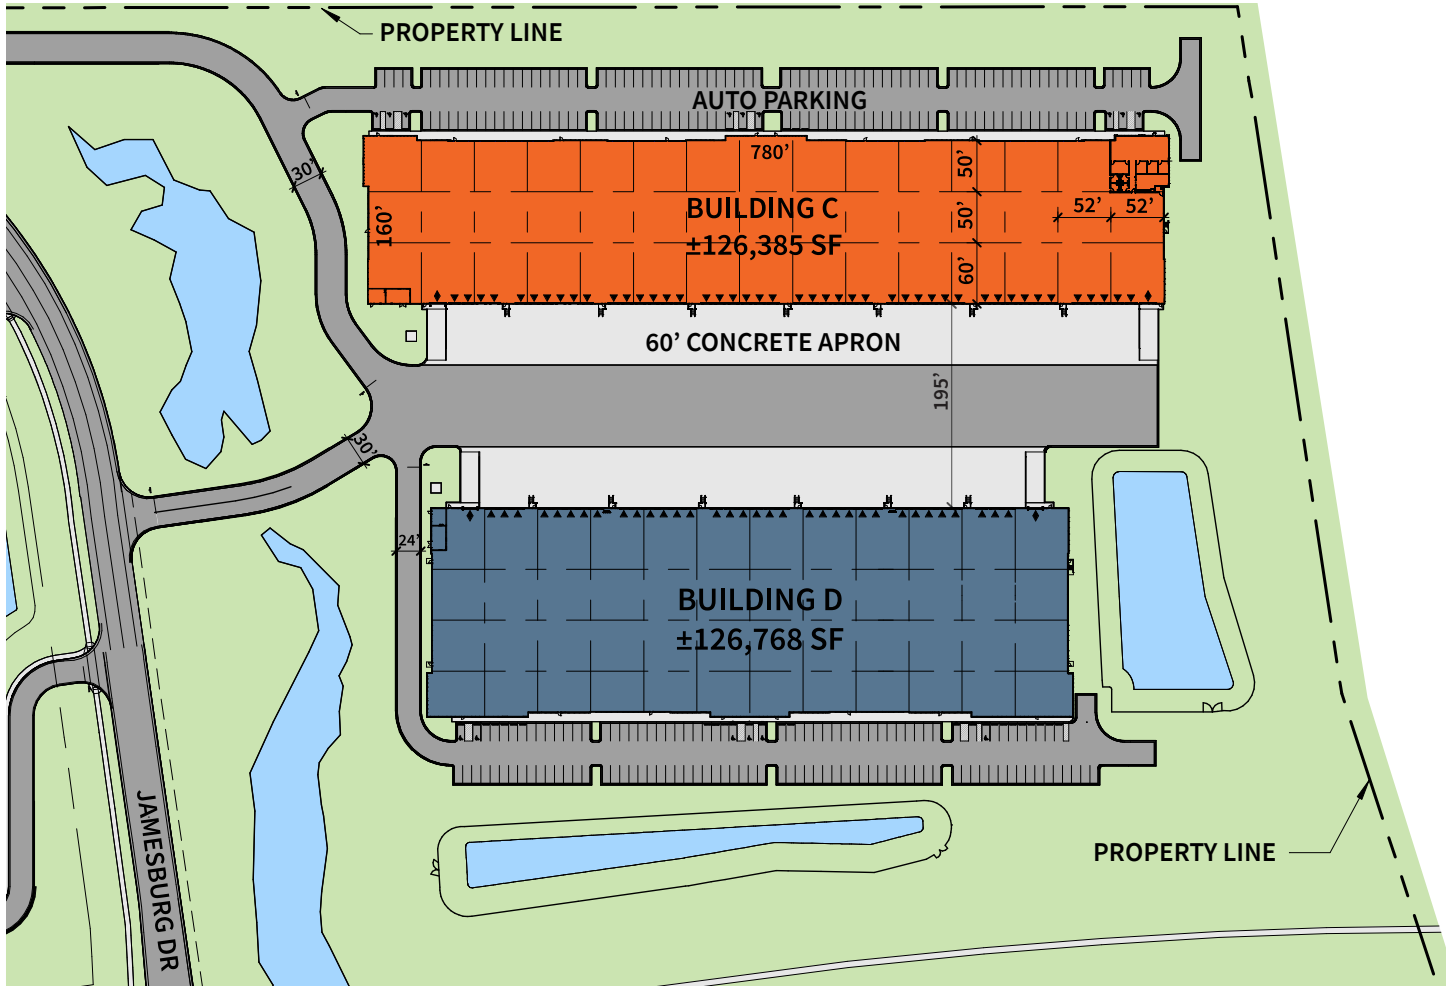 PROPERTY LINE
AUTO PARKING
780'
50'
30'
BUILDING C
52'
52'
160'
50'
±126,385 SF
60'
60’ CONCRETE APRON
195'
30'
24'
BUILDING D
±126,768 SF
JAMESBURG DR
PROPERTY LINE